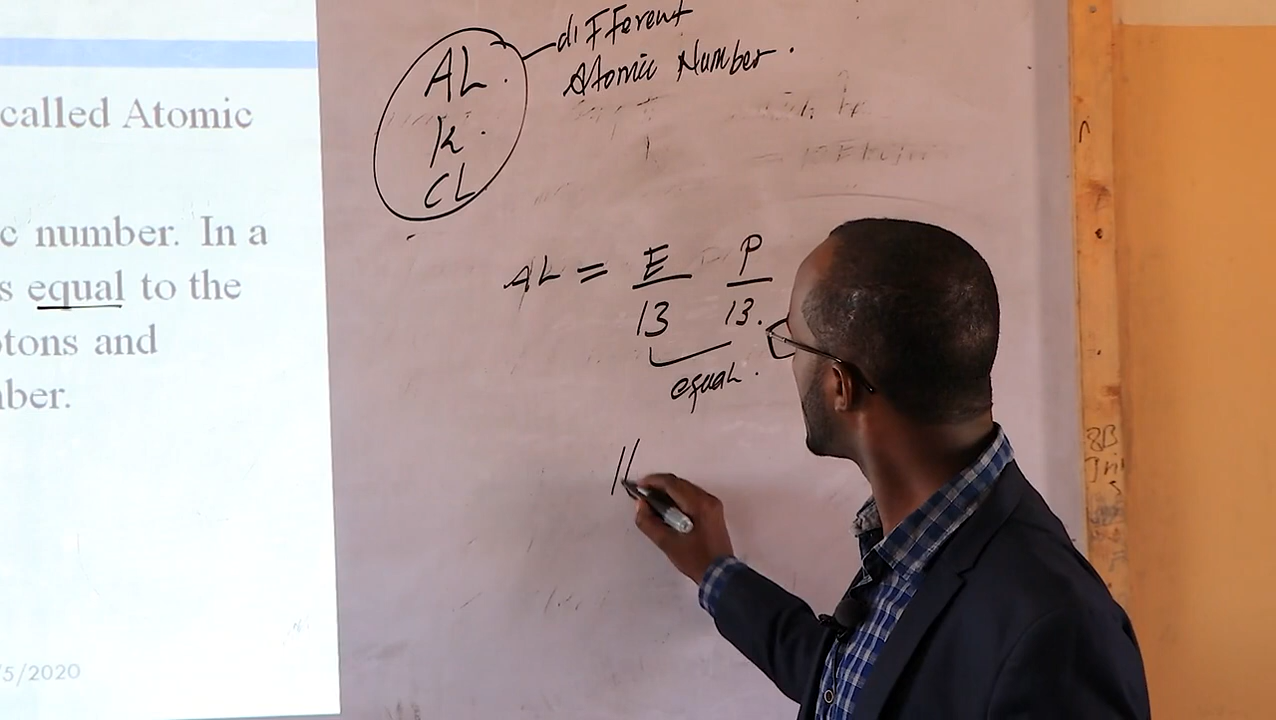 called Atomic
c number. In a
s equal to the
tons and
ber.
/5/2020
AL.
K.
CL
different
Atomic Number.
AL = E P
13 13.
equal.